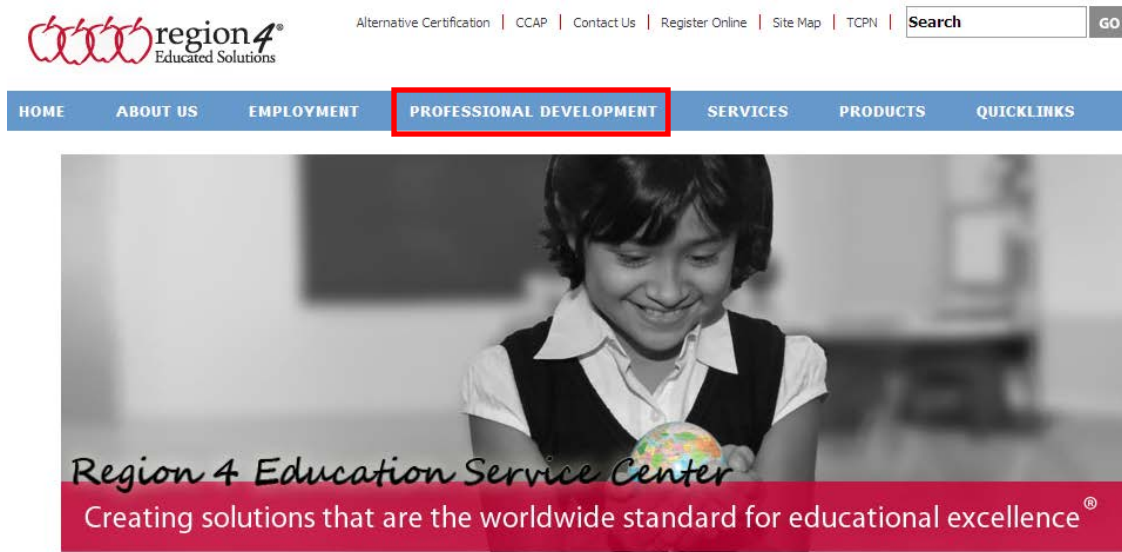 region 4®
Educated Solutions
Alternative Certification | CCAP | Contact Us | Register Online | Site Map | TCPN | Search GO
HOME ABOUT US EMPLOYMENT PROFESSIONAL DEVELOPMENT SERVICES PRODUCTS QUICKLINKS
Region 4 Education Service Center
Creating solutions that are the worldwide standard for educational excellence®